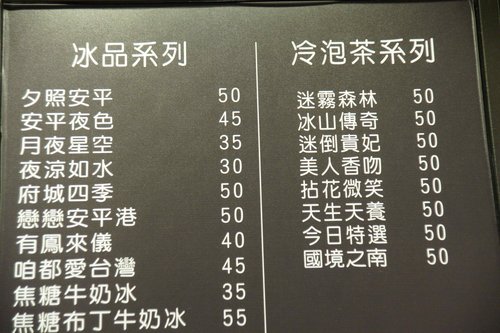 冰品系列
夕照安平 50
安平夜色 45
月夜星空 35
夜涼如水 30
府城四季 50
戀戀安平港 50
有鳳來儀 40
咱都愛台灣 45
焦糖牛奶冰 35
焦糖布丁牛奶冰 55
冷泡茶系列
迷霧森林 50
冰山傳奇 50
迷倒貴妃 50
美人香吻 50
拈花微笑 50
天生天養 50
今日特選 50
國境之南 50